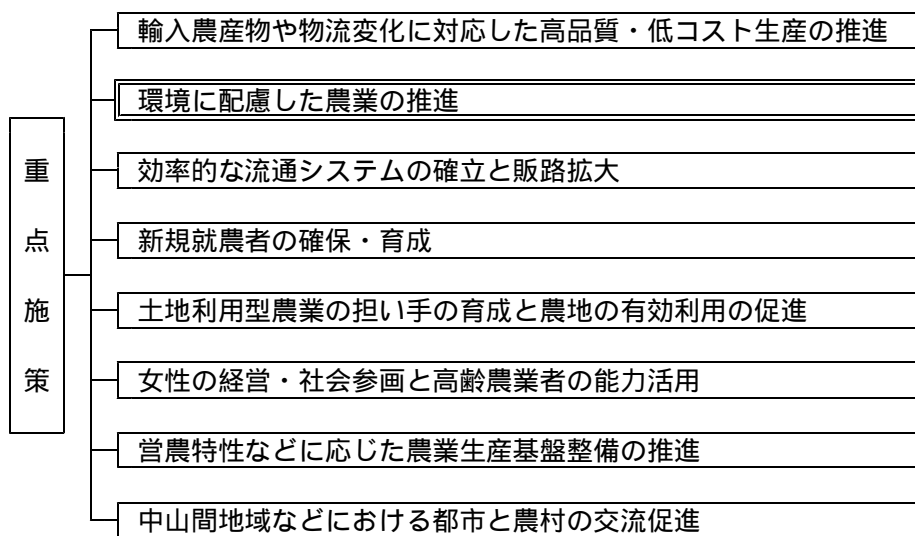 重点施策
輸入農産物や物流変化に対応した高品質・低コスト生産の推進
環境に配慮した農業の推進
効率的な流通システムの確立と販路拡大
新規就農者の確保・育成
土地利用型農業の担い手の育成と農地の有効利用の促進
女性の経営・社会参画と高齢農業者の能力活用
営農特性などに応じた農業生産基盤整備の推進
中山間地域などにおける都市と農村の交流促進